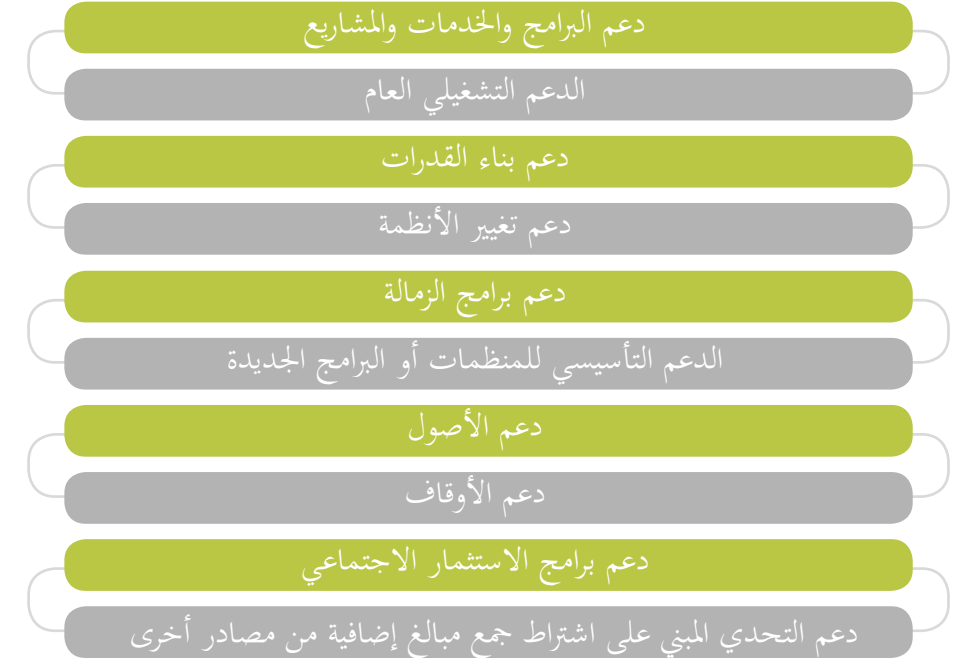 دعم البرامج والخدمات والمشاريع
الدعم التشغيلي العام
دعم بناء القدرات
دعم تغيير الأنظمة
دعم برامج الزمالة
الدعم التأسيسي للمنظمات أو البرامج الجديدة
دعم الأصول
دعم الأوقاف
دعم برامج الاستثمار الاجتماعي
دعم التحدي المبني على اشتراط جمع مبالغ إضافية من مصادر أخرى